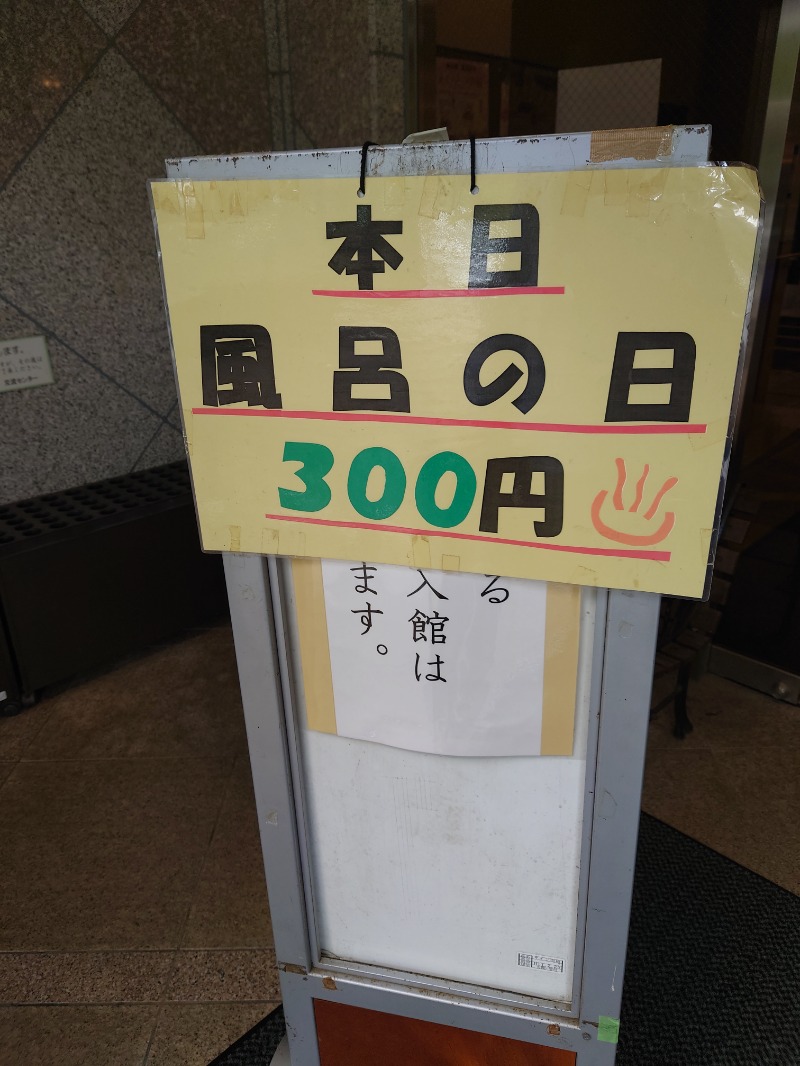 本日
風呂の日
300円
る
入館は
ます。